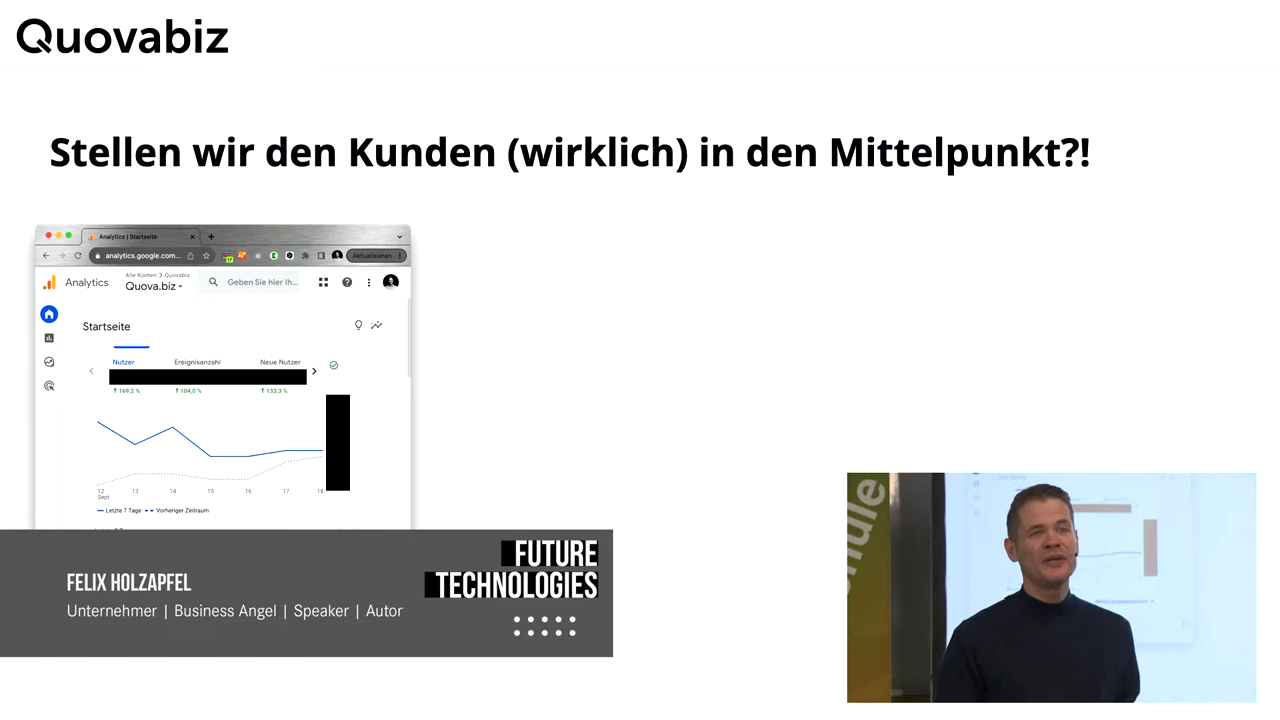 Quovabiz
Stellen wir den Kunden (wirklich) in den Mittelpunkt?!
Analytics | Startseite
analytics.google.com...
17
Aktualisieren
Analytics
Alle Konten > Quovabiz
Quova.biz
Geben Sie hier Ih...
Startseite
Nutzer Ereignisanzahl Neue Nutzer
↑ 169,2 % ↑ 104,0 % ↑ 133,3 %
12 13 14 15 16 17 18
Sept
Letzte 7 Tage Vorheriger Zeitraum
FUTURE
TECHNOLOGIES
FELIX HOLZAPFEL
Unternehmer | Business Angel | Speaker | Autor